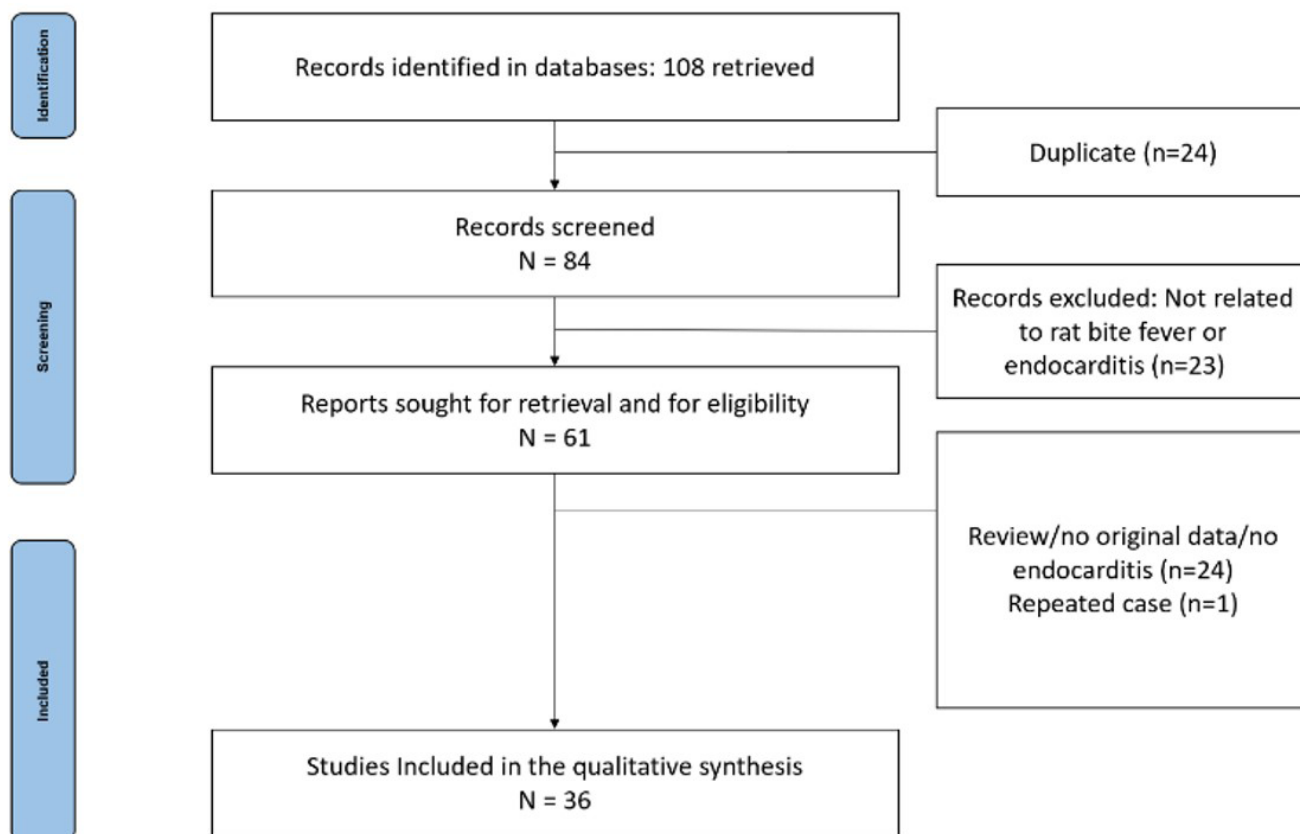 Identification
Records identified in databases: 108 retrieved
Duplicate (n=24)
Screening
Records screened
N = 84
Records excluded: Not related
to rat bite fever or
endocarditis (n=23)
Reports sought for retrieval and for eligibility
N = 61
Review/no original data/no
endocarditis (n=24)
Repeated case (n=1)
Included
Studies Included in the qualitative synthesis
N = 36